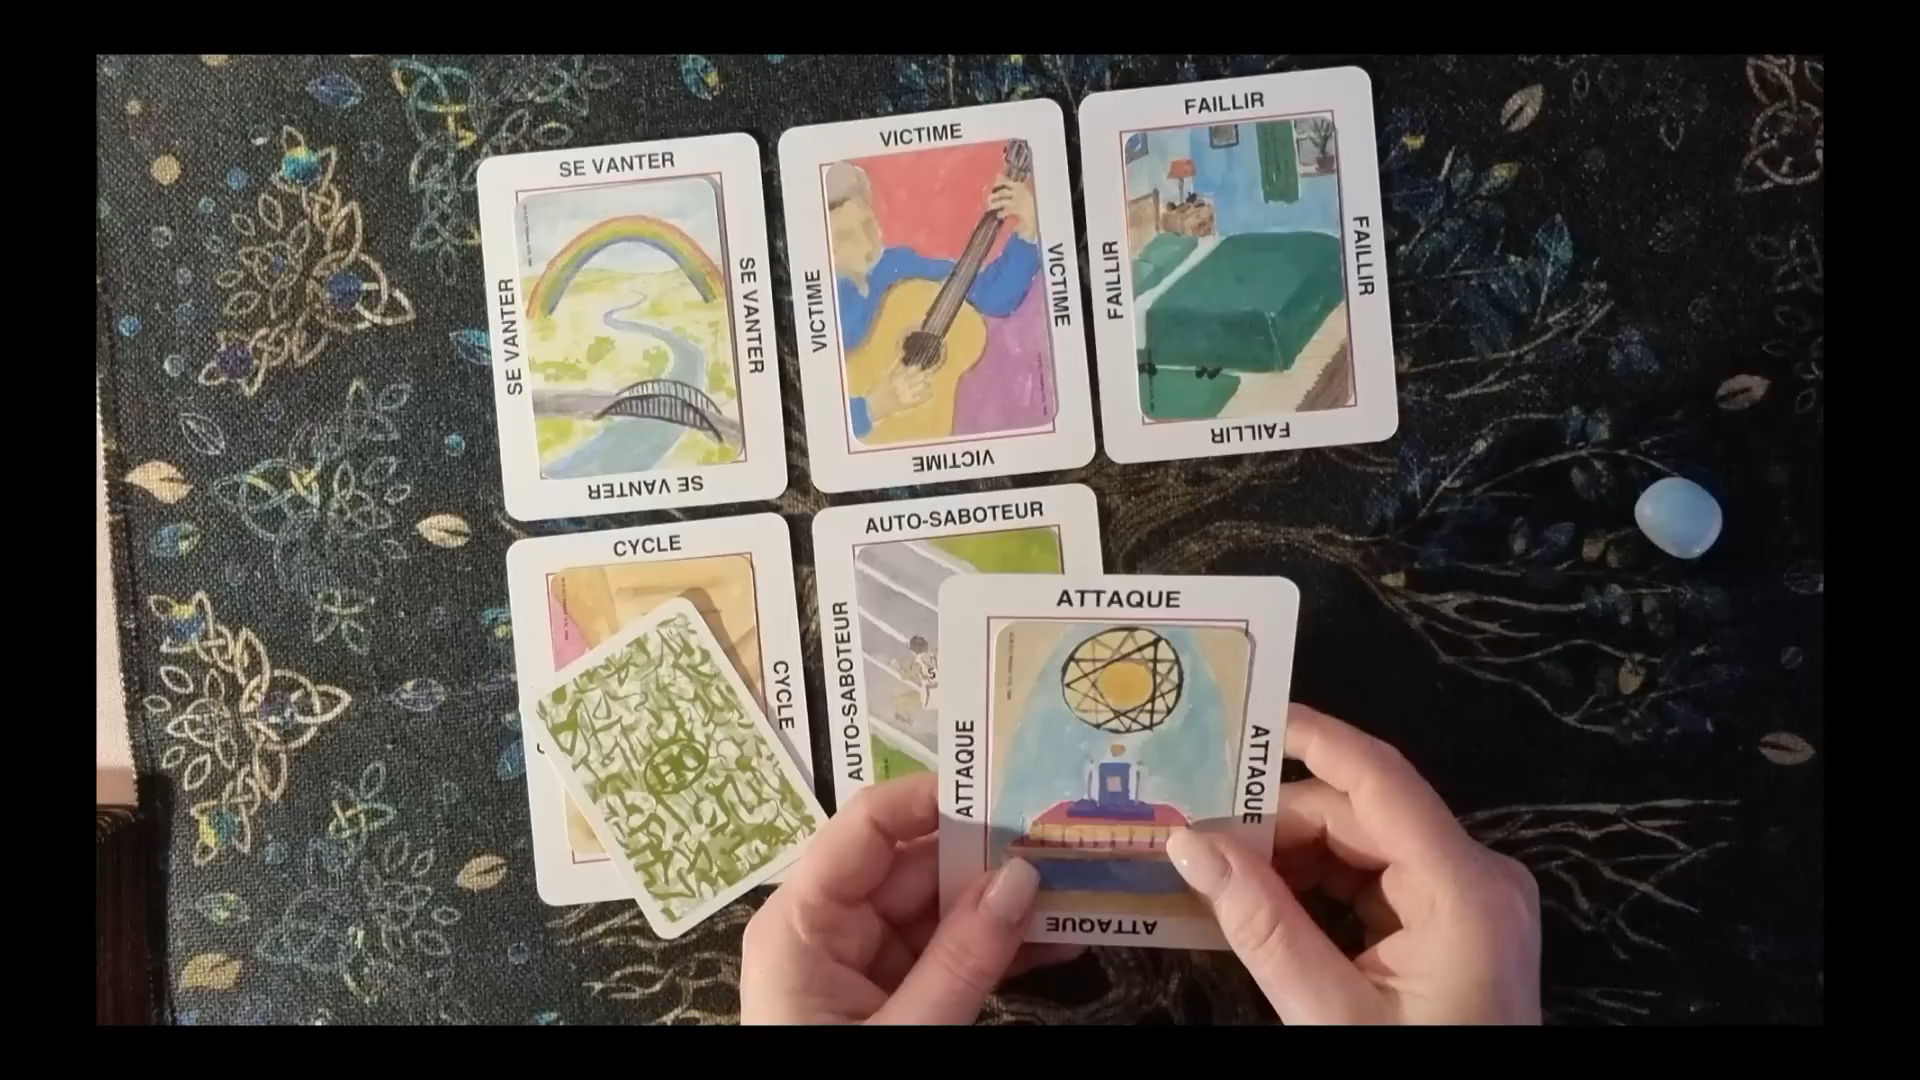 SE VANTER
SE VANTER
SE VANTER
SE VANTER
VICTIME
VICTIME
VICTIME
VICTIME
FAILLIR
FAILLIR
FAILLIR
FAILLIR
CYCLE
CYCLE
AUTO-SABOTEUR
AUTO-SABOTEUR
ATTAQUE
ATTAQUE
ATTAQUE
ATTAQUE